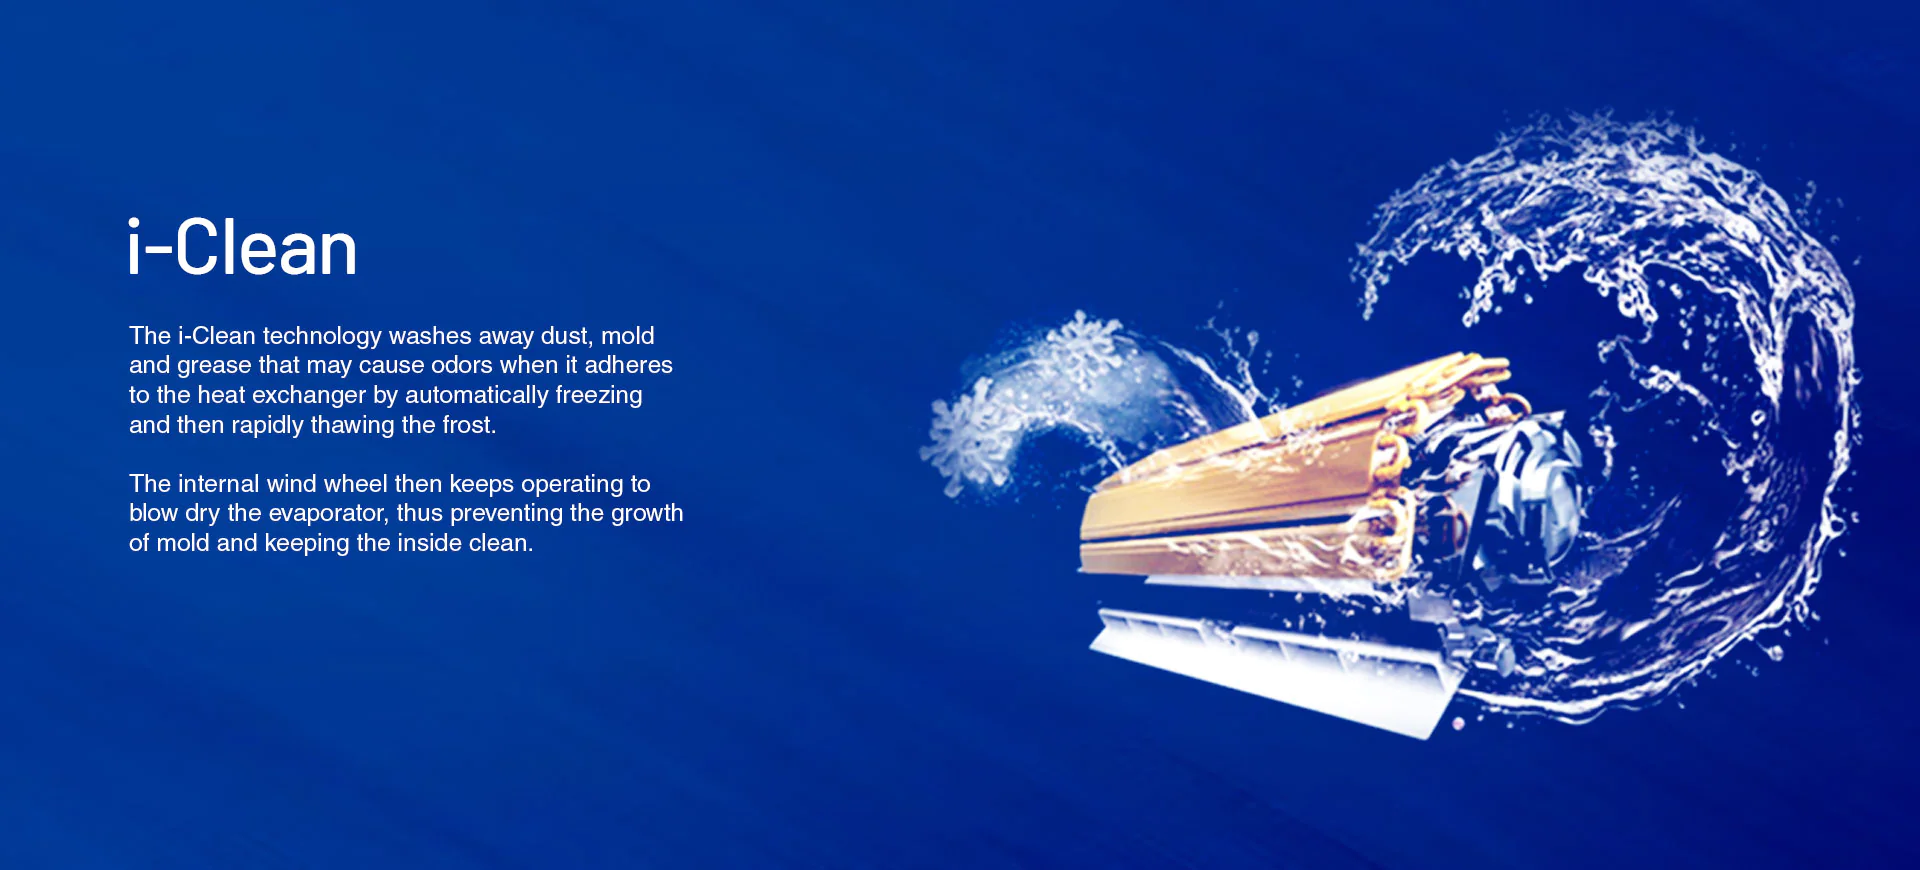 i-Clean
The i-Clean technology washes away dust, mold
and grease that may cause odors when it adheres
to the heat exchanger by automatically freezing
and then rapidly thawing the frost.
The internal wind wheel then keeps operating to
blow dry the evaporator, thus preventing the growth
of mold and keeping the inside clean.